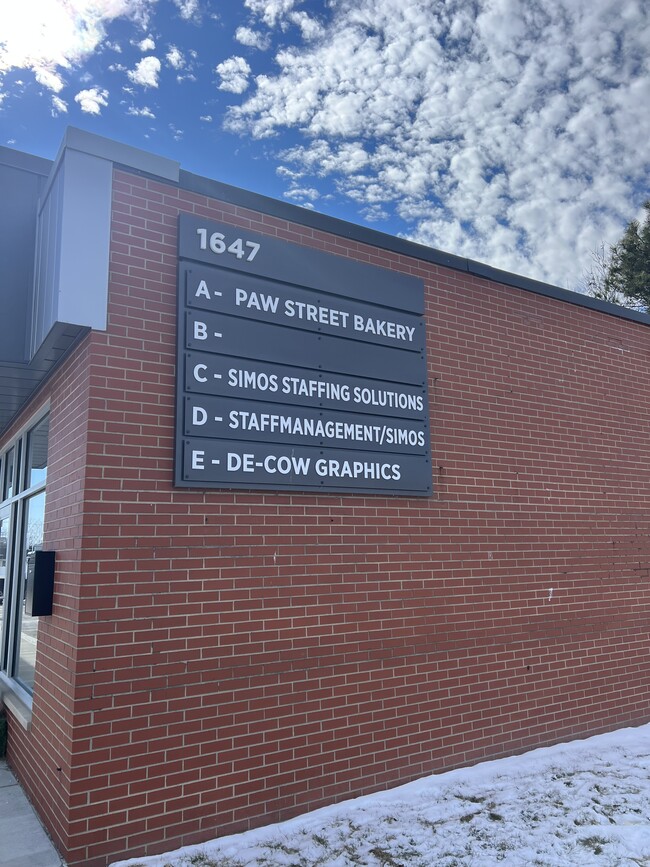 1647
A - PAW STREET BAKERY
B -
C - SIMOS STAFFING SOLUTIONS
D - STAFFMANAGEMENT/SIMOS
E - DE-COW GRAPHICS